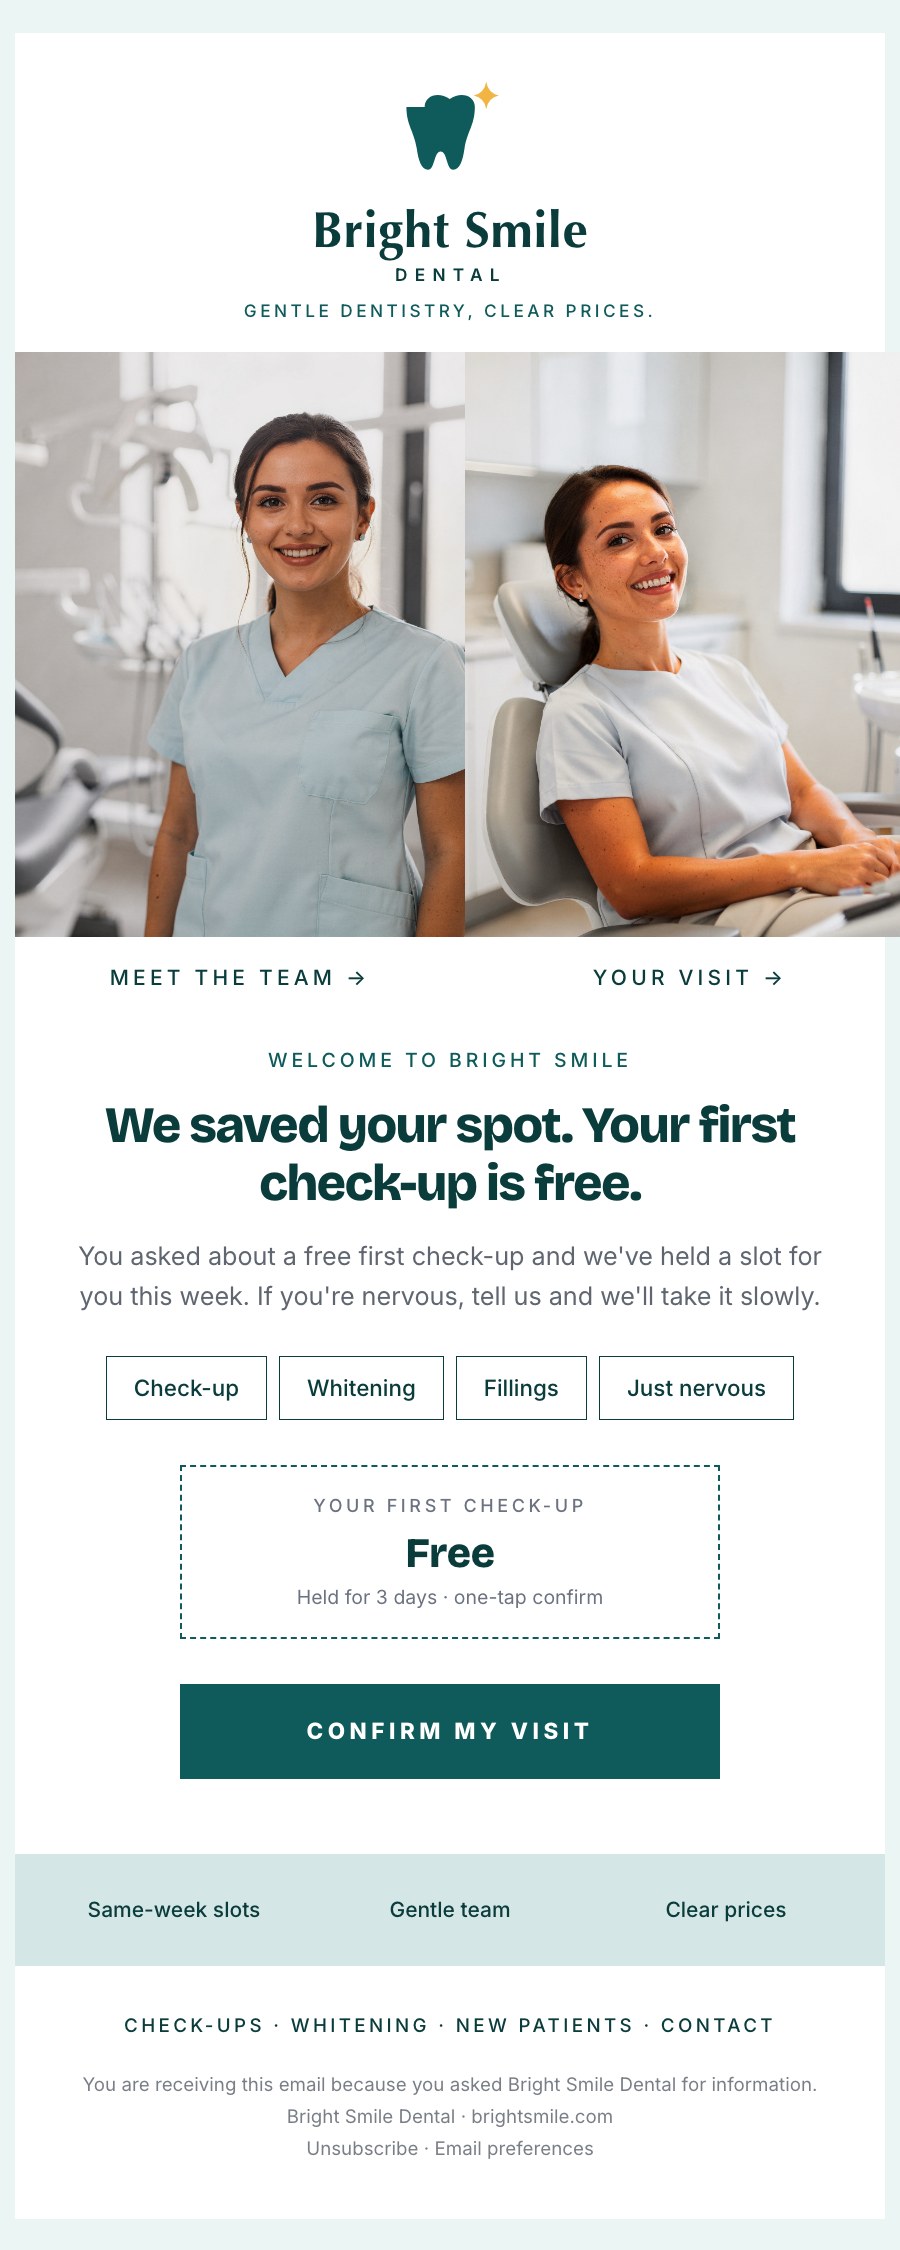 Bright Smile
DENTAL
GENTLE DENTISTRY, CLEAR PRICES.
MEET THE TEAM →
YOUR VISIT →
WELCOME TO BRIGHT SMILE
We saved your spot. Your first
check-up is free.
You asked about a free first check-up and we've held a slot for
you this week. If you're nervous, tell us and we'll take it slowly.
Check-up
Whitening
Fillings
Just nervous
YOUR FIRST CHECK-UP
Free
Held for 3 days · one-tap confirm
CONFIRM MY VISIT
Same-week slots
Gentle team
Clear prices
CHECK-UPS · WHITENING · NEW PATIENTS · CONTACT
You are receiving this email because you asked Bright Smile Dental for information.
Bright Smile Dental · brightsmile.com
Unsubscribe · Email preferences